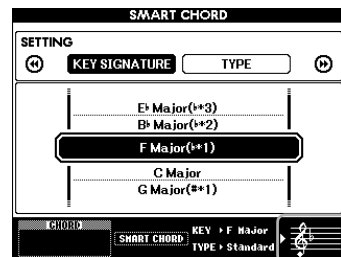 SMART CHORD
SETTING
KEY SIGNATURE TYPE
E♭ Major(♭*3)
B♭ Major(♭*2)
F Major(♭*1)
C Major
G Major(#*1)
CHORD
SMART CHORD
KEY ▸ F Major
TYPE ▸ Standard